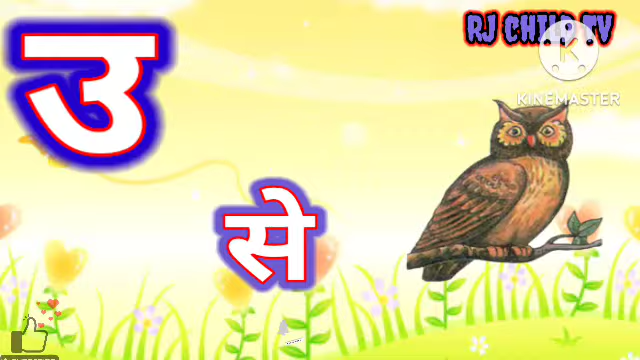 RJ CHILD TV
उ
KINEMASTER
से